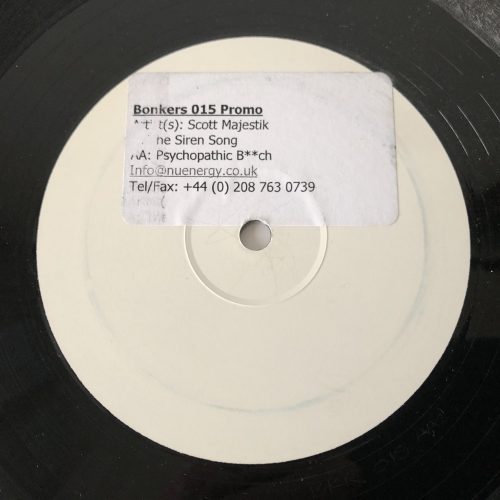 Bonkers 015 Promo
Scott Majestik
Siren Song
Psychopathic B**ch
Info@nuenergy.co.uk
Tel/Fax: +44 (0) 208 763 0739